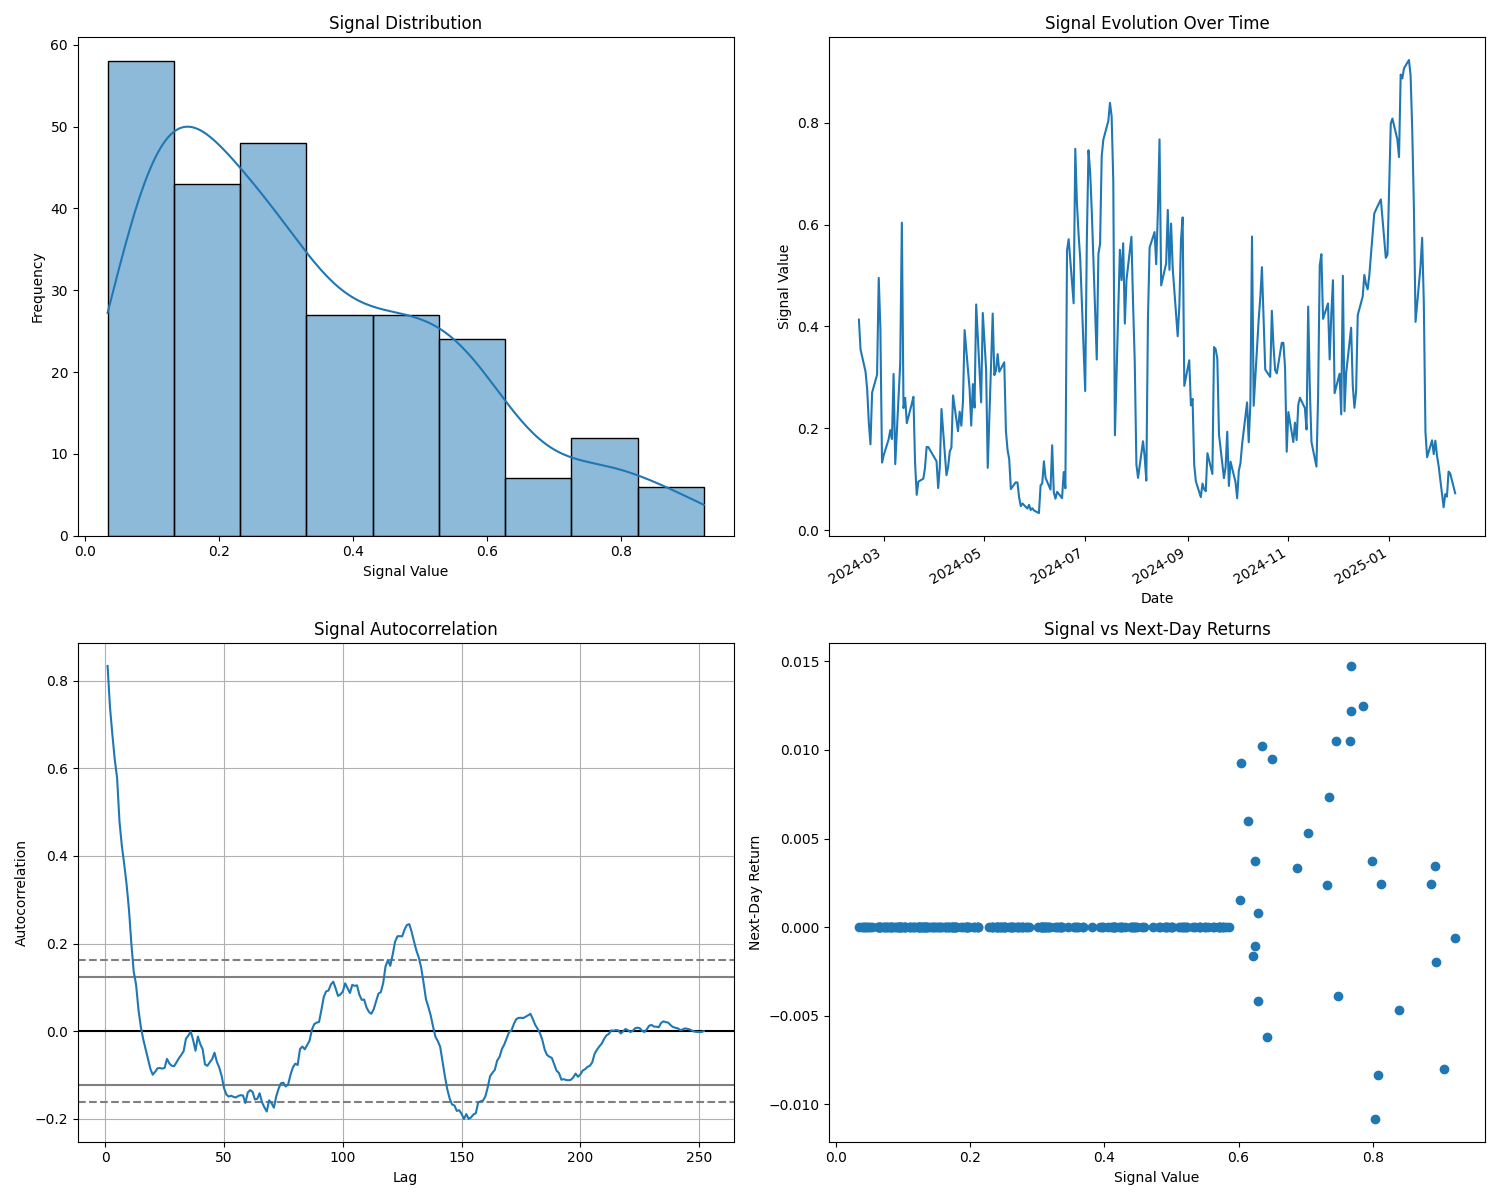 Signal Distribution
60
50
40
30
20
10
0
Frequency
0.0 0.2 0.4 0.6 0.8
Signal Value
Signal Evolution Over Time
0.8
0.6
0.4
0.2
0.0
Signal Value
2024-03 2024-05 2024-07 2024-09 2024-11 2025-01
Date
Signal Autocorrelation
0.8
0.6
0.4
0.2
0.0
−0.2
Autocorrelation
0 50 100 150 200 250
Lag
Signal vs Next-Day Returns
0.015
0.010
0.005
0.000
−0.005
−0.010
Next-Day Return
0.0 0.2 0.4 0.6 0.8
Signal Value